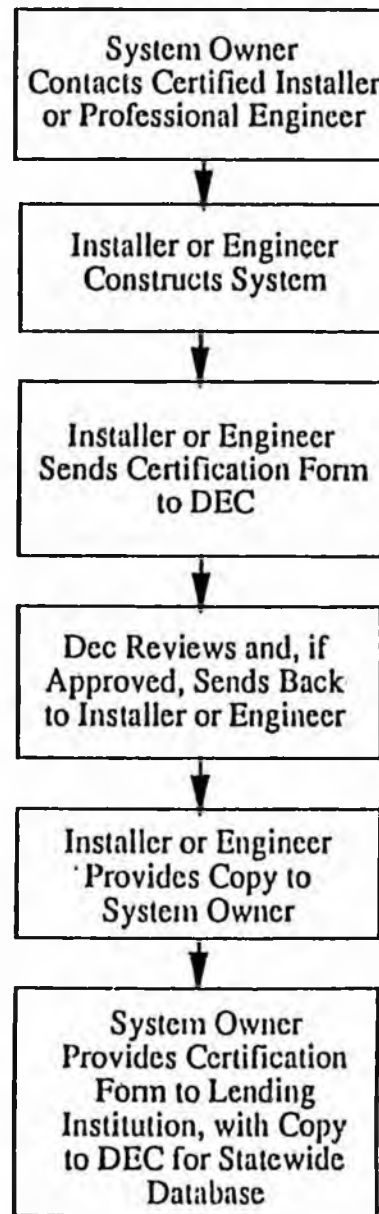 System Owner
Contacts Certified Installer
or Professional Engineer
Installer or Engineer
Constructs System
Installer or Engineer
Sends Certification Form
to DEC
Dec Reviews and, if
Approved, Sends Back
to Installer or Engineer
Installer or Engineer
Provides Copy to
System Owner
System Owner
Provides Certification
Form to Lending
Institution, with Copy
to DEC for Statewide
Database